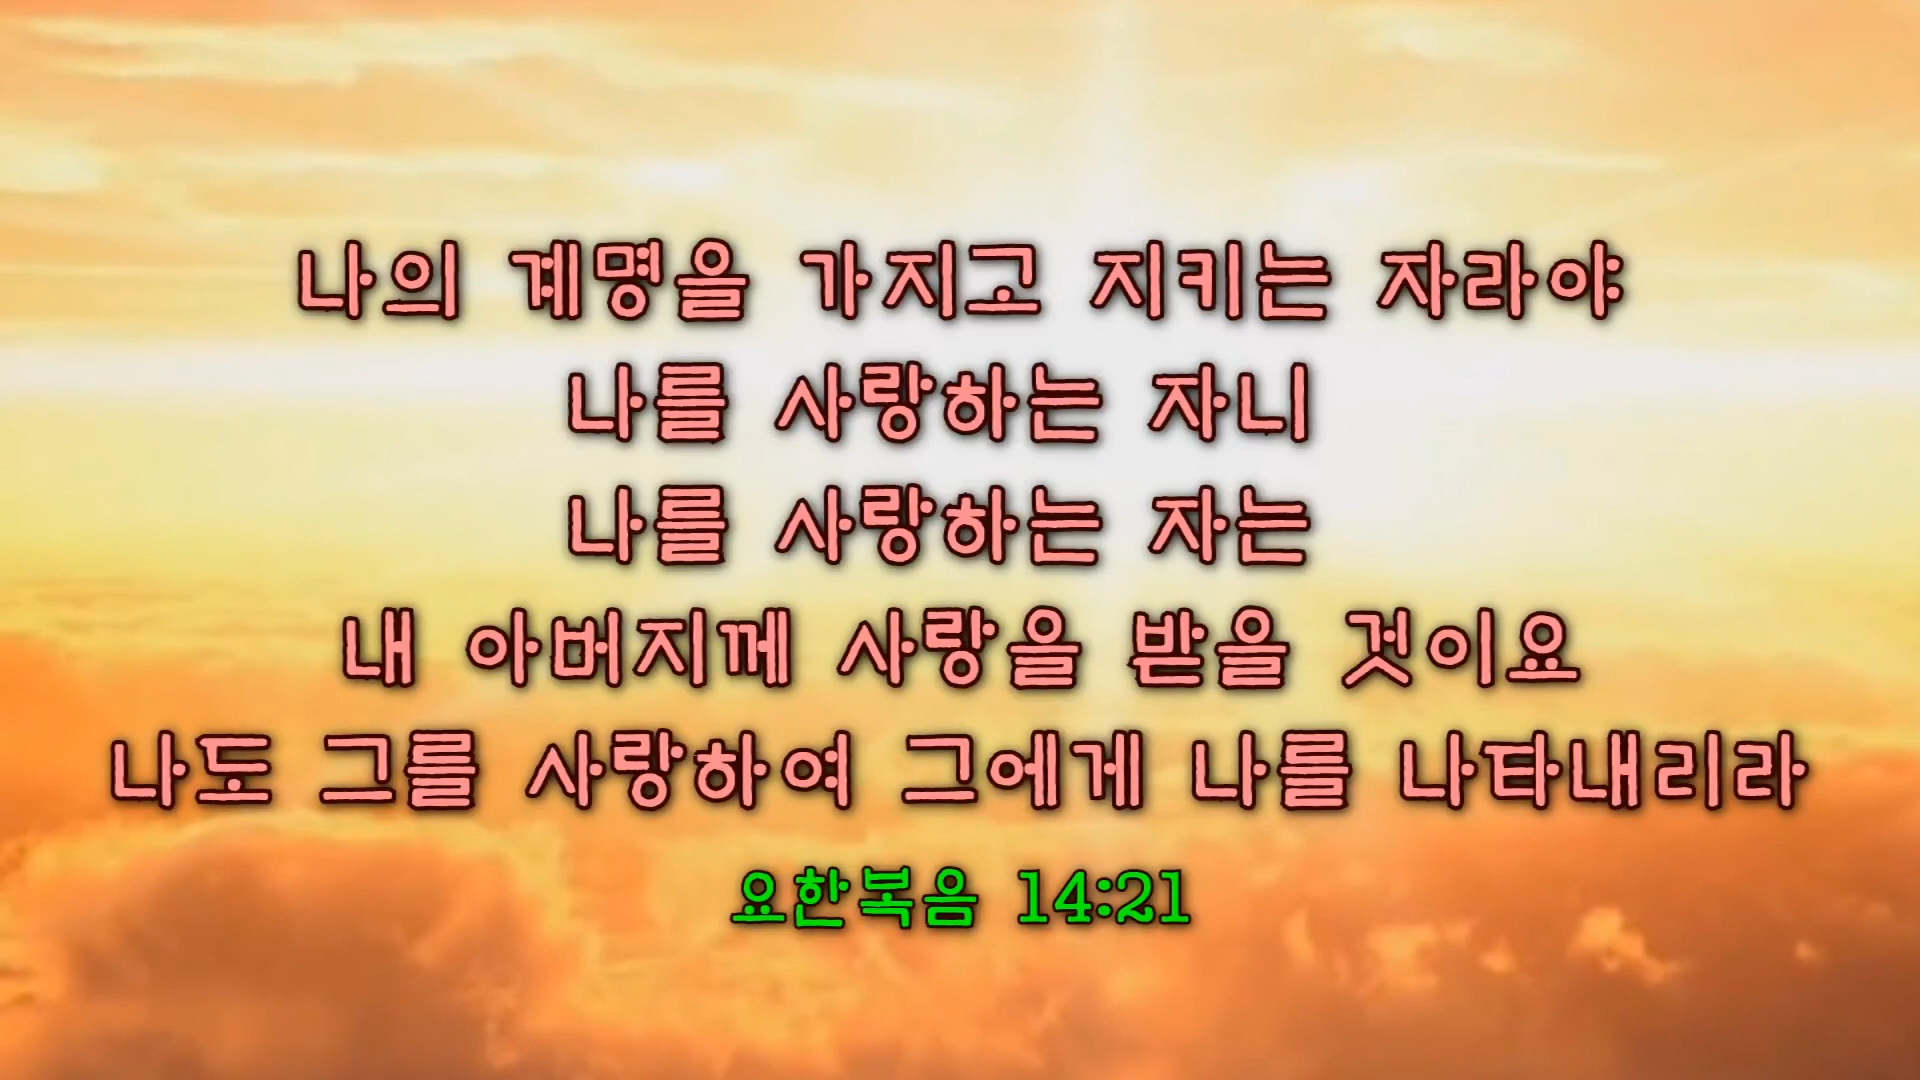 나의 계명을 가지고 지키는 자라야
나를 사랑하는 자니
나를 사랑하는 자는
내 아버지께 사랑을 받을 것이요
나도 그를 사랑하여 그에게 나를 나타내리라
요한복음 14:21